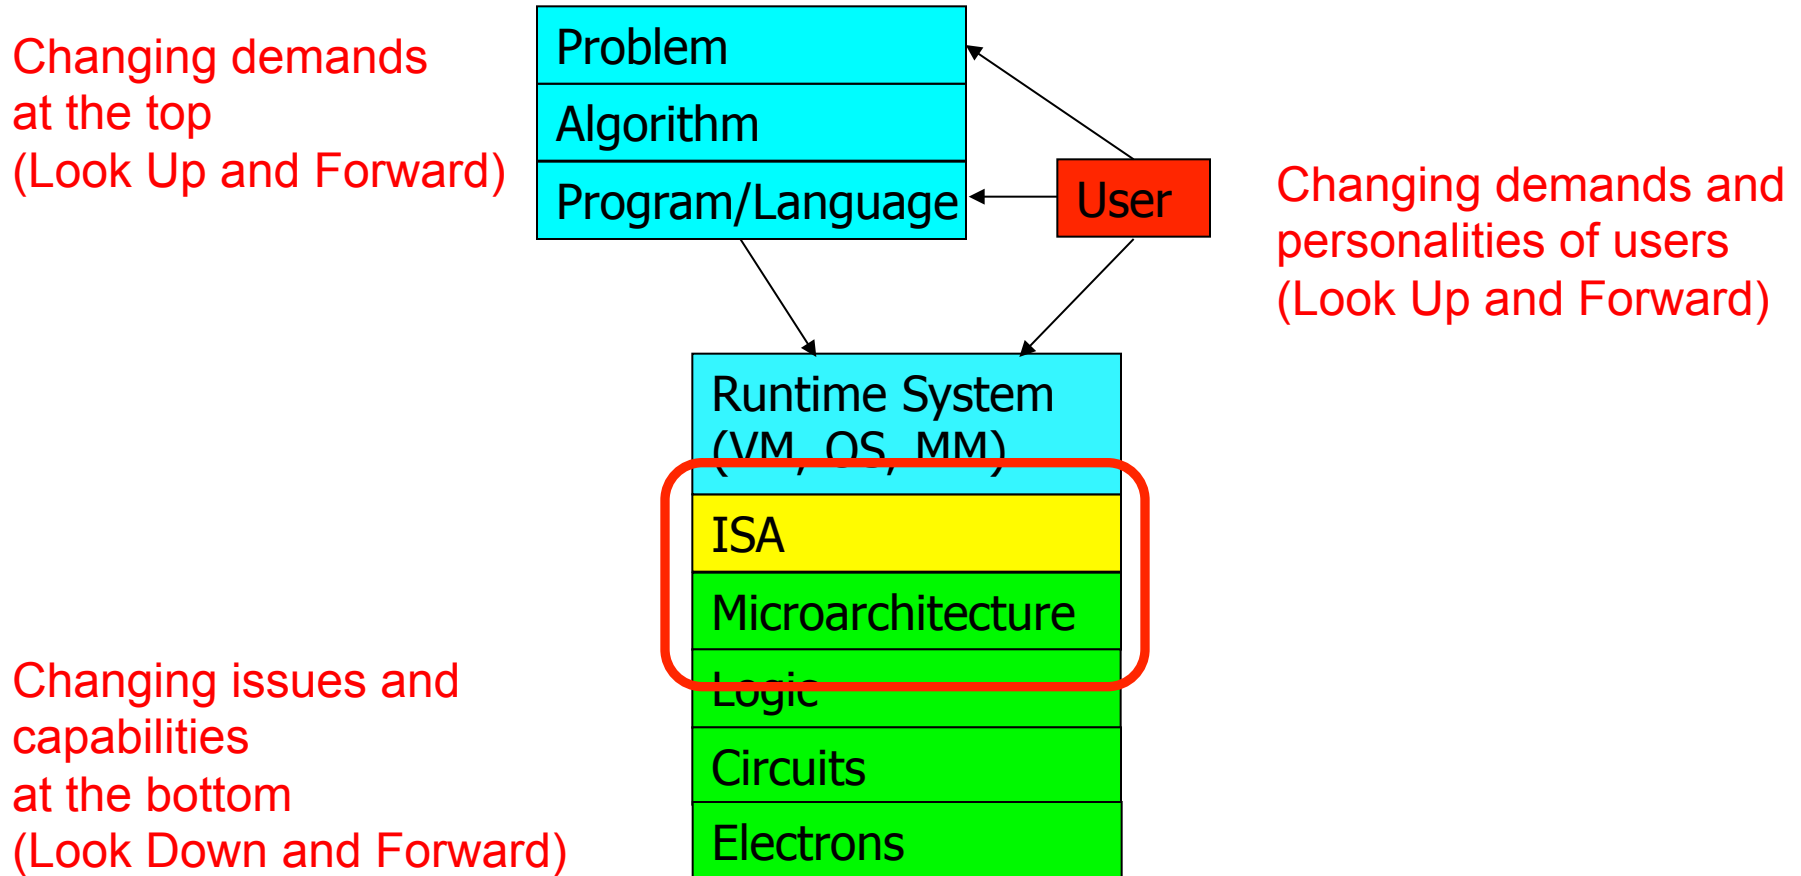 Changing demands
at the top
(Look Up and Forward)
Problem
Algorithm
Program/Language
User
Changing demands and
personalities of users
(Look Up and Forward)
Runtime System
(VM, OS, MM)
ISA
Microarchitecture
Logic
Circuits
Electrons
Changing issues and
capabilities
at the bottom
(Look Down and Forward)